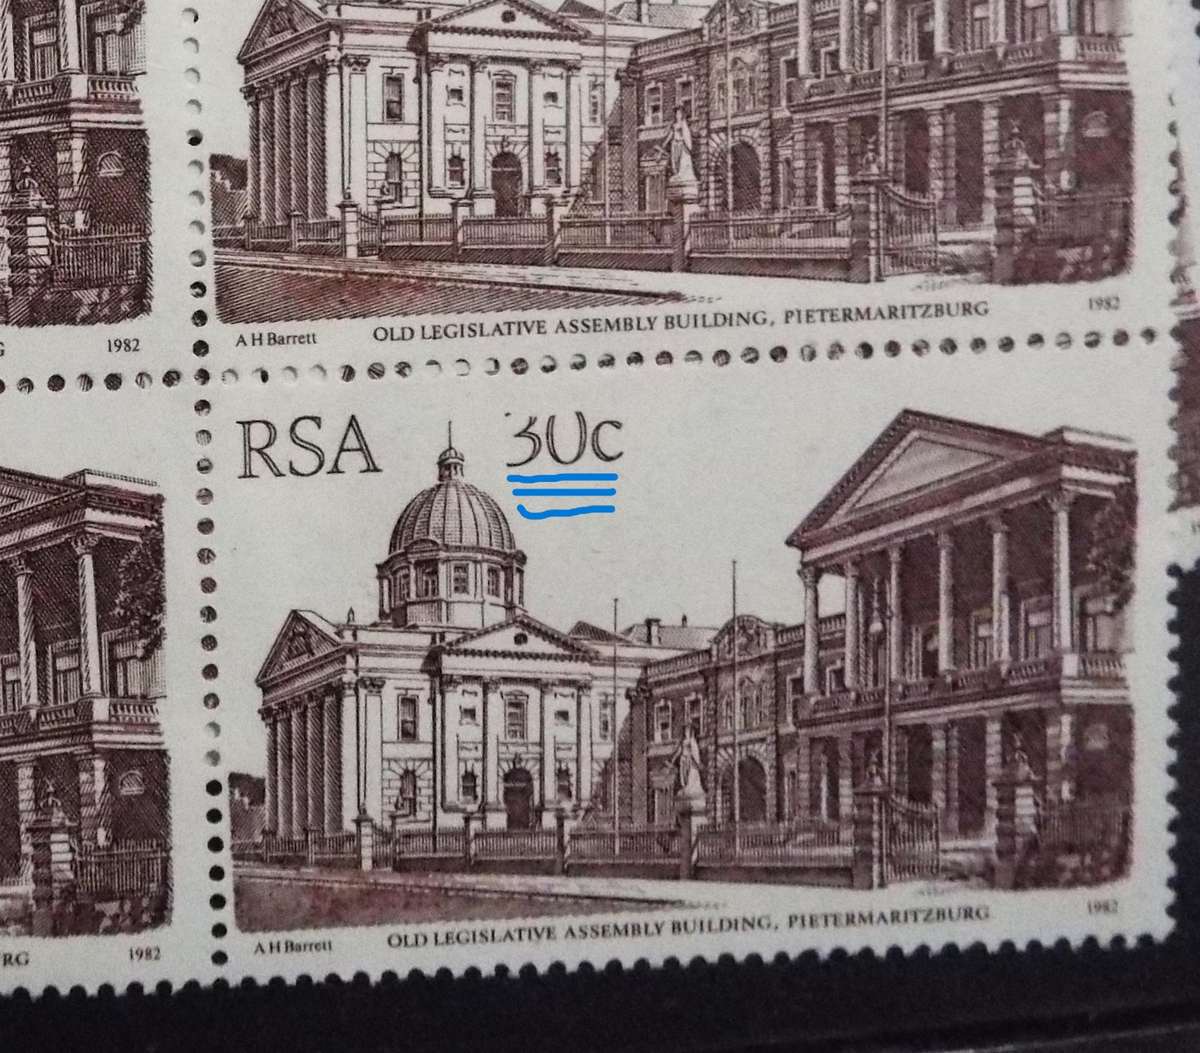 A H Barrett OLD LEGISLATIVE ASSEMBLY BUILDING, PIETERMARITZBURG 1982
G 1982
RSA 30c
A H Barrett OLD LEGISLATIVE ASSEMBLY BUILDING, PIETERMARITZBURG 1982
RG 1982